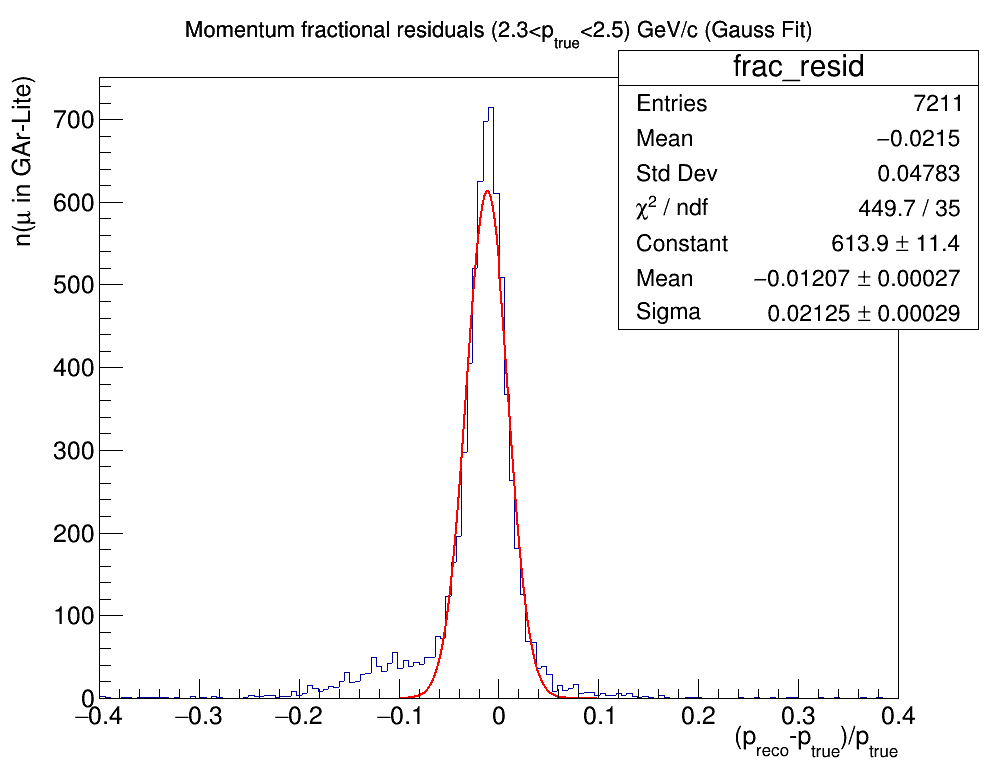 Momentum fractional residuals (2.3<p_true<2.5) GeV/c (Gauss Fit)
frac_resid
Entries 7211
Mean −0.0215
Std Dev 0.04783
χ² / ndf 449.7 / 35
Constant 613.9 ± 11.4
Mean −0.01207 ± 0.00027
Sigma 0.02125 ± 0.00029
n(μ in GAr-Lite)
700
600
500
400
300
200
100
0
−0.4 −0.3 −0.2 −0.1 0 0.1 0.2 0.3 0.4
(p_reco-p_true)/p_true